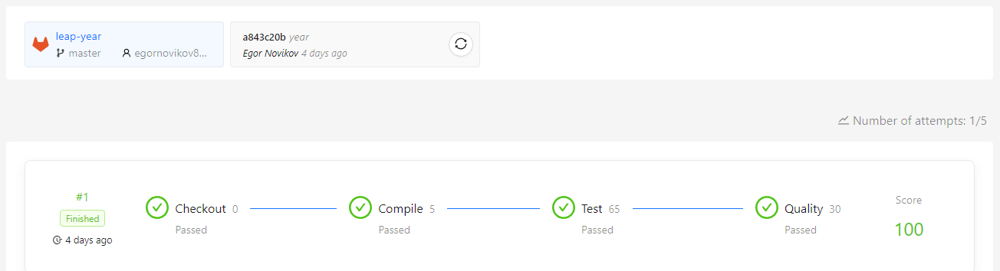 leap-year
master egornovikov8...
a843c20b year
Egor Novikov 4 days ago
Number of attempts: 1/5
#1
Finished
4 days ago
Checkout 0
Passed
Compile 5
Passed
Test 65
Passed
Quality 30
Passed
Score
100